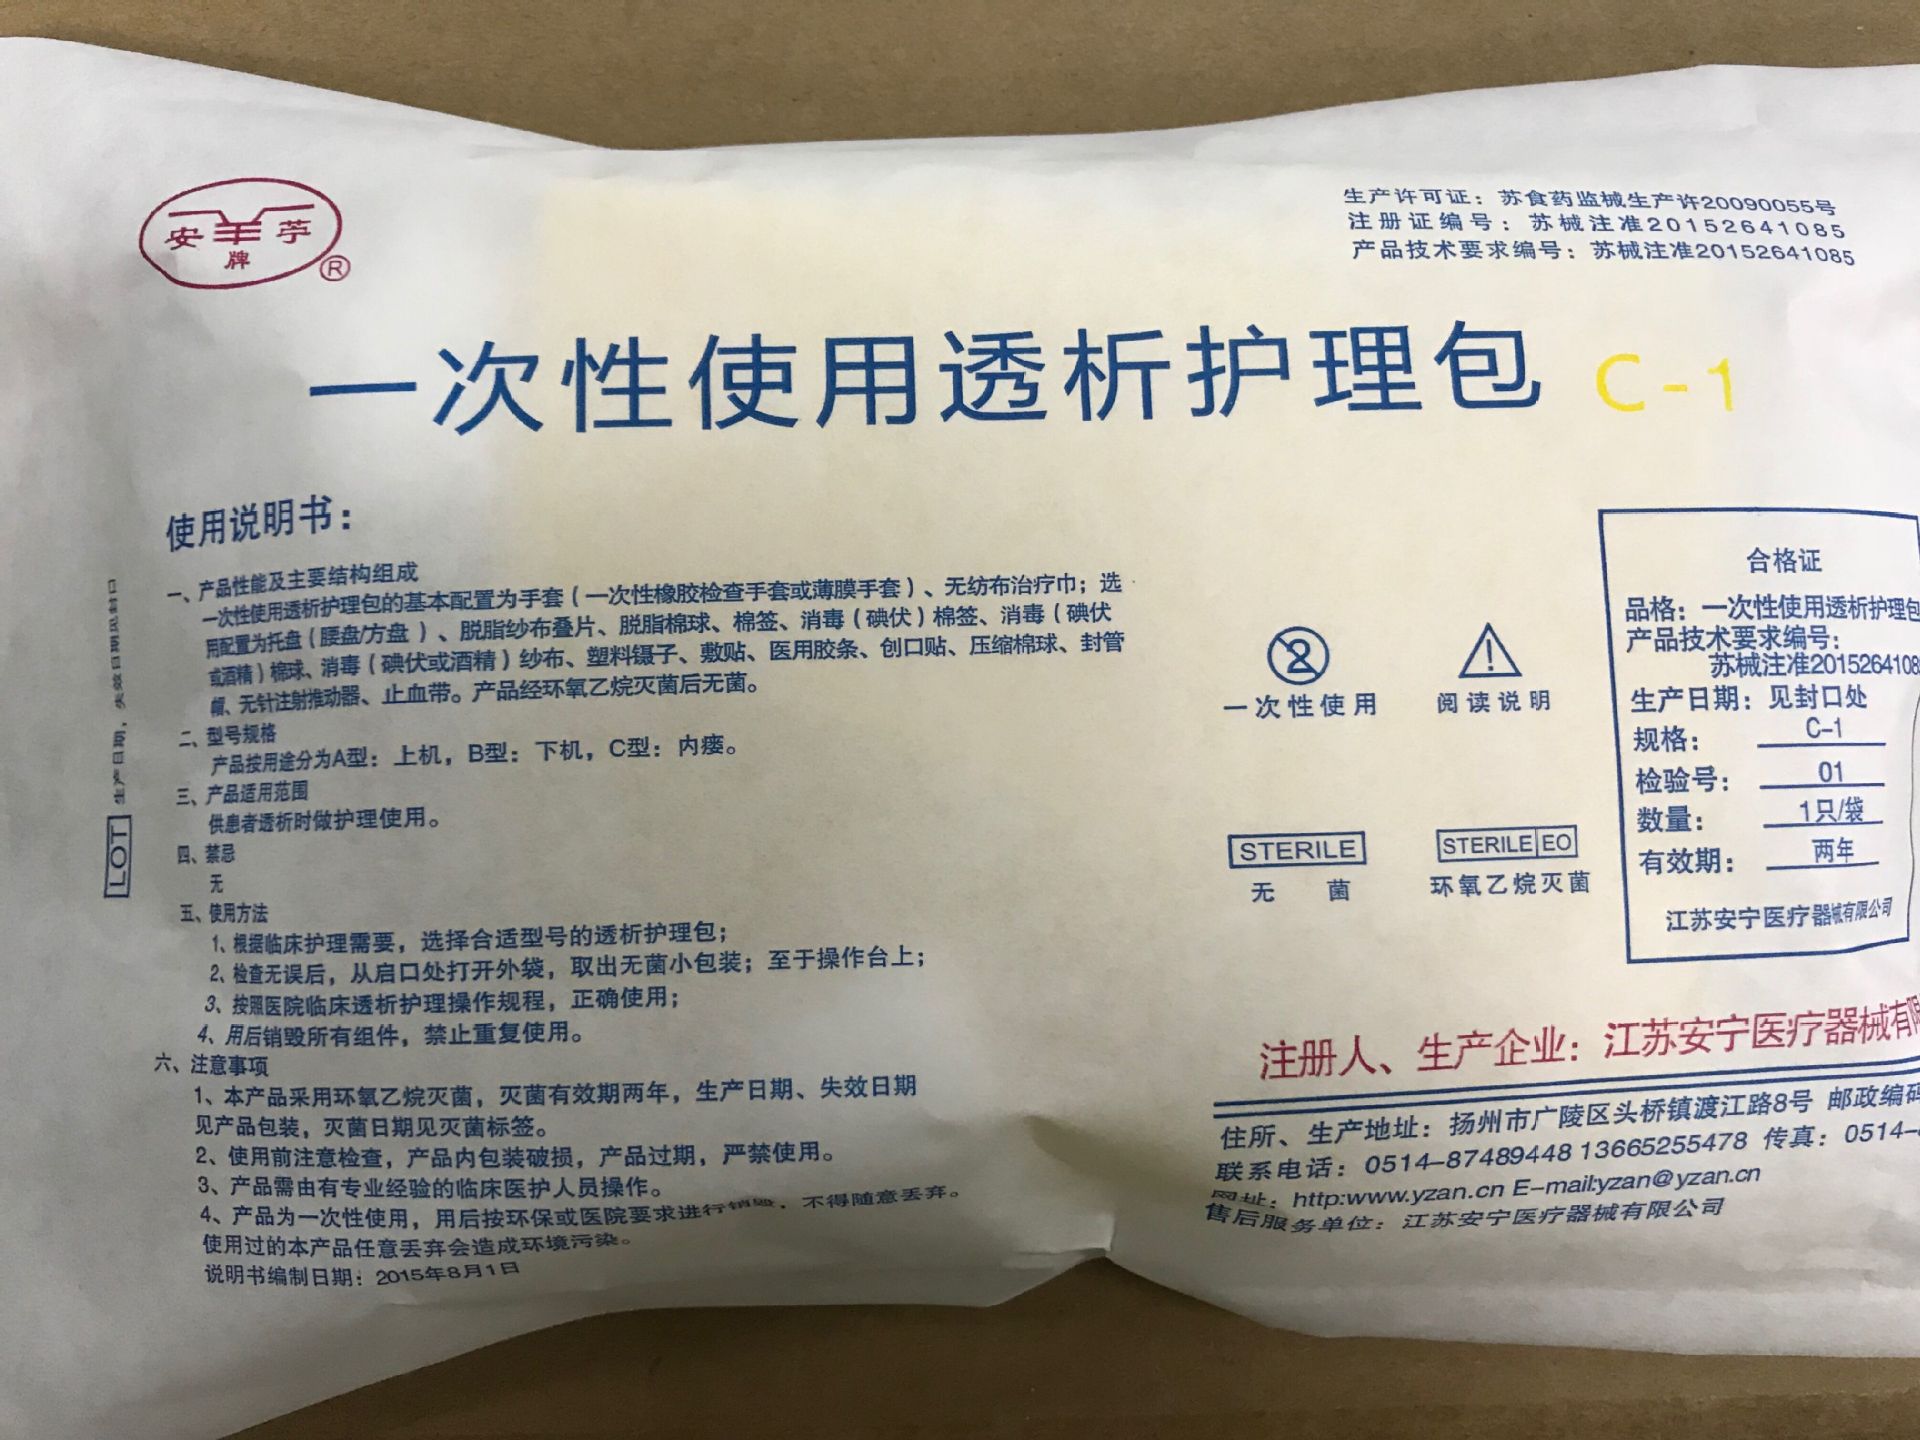 安 苧
牌
®
生产许可证：苏食药监械生产许20090055号
注册证编号：苏械注准20152641085
产品技术要求编号：苏械注准20152641085
一次性使用透析护理包 C-1
使用说明书：
一、产品性能及主要结构组成
一次性使用透析护理包的基本配置为手套（一次性橡胶检查手套或薄膜手套）、无纺布治疗巾；选
用配置为托盘（腰盘/方盘）、脱脂纱布叠片、脱脂棉球、棉签、消毒（碘伏）棉签、消毒（碘伏
或酒精）棉球、消毒（碘伏或酒精）纱布、塑料镊子、敷贴、医用胶条、创口贴、压缩棉球、封管
帽、无针注射推动器、止血带。产品经环氧乙烷灭菌后无菌。
二、型号规格
产品按用途分为A型：上机，B型：下机，C型：内瘘。
三、产品适用范围
供患者透析时做护理使用。
四、禁忌
无
五、使用方法
1、根据临床护理需要，选择合适型号的透析护理包；
2、检查无误后，从启口处打开外袋，取出无菌小包装；至于操作台上；
3、按照医院临床透析护理操作规程，正确使用；
4、用后销毁所有组件，禁止重复使用。
六、注意事项
1、本产品采用环氧乙烷灭菌，灭菌有效期两年，生产日期、失效日期
见产品包装，灭菌日期见灭菌标签。
2、使用前注意检查，产品内包装破损，产品过期，严禁使用。
3、产品需由有专业经验的临床医护人员操作。
4、产品为一次性使用，用后按环保或医院要求进行销毁，不得随意丢弃。
使用过的本产品任意丢弃会造成环境污染。
说明书编制日期：2015年8月1日
LOT 生产日期，失效日期见封口
2
一次性使用
!
阅读说明
STERILE
无 菌
STERILE EO
环氧乙烷灭菌
合格证
品格：一次性使用透析护理包
产品技术要求编号：
苏械注准2015264108
生产日期：见封口处
规格： C-1
检验号： 01
数量： 1只/袋
有效期： 两年
江苏安宁医疗器械有限公司
注册人、生产企业：江苏安宁医疗器械有限
住所、生产地址：扬州市广陵区头桥镇渡江路8号 邮政编码
联系电话：0514-87489448 13665255478 传真：0514-
网址：http:www.yzan.cn E-mail:yzan@yzan.cn
售后服务单位：江苏安宁医疗器械有限公司